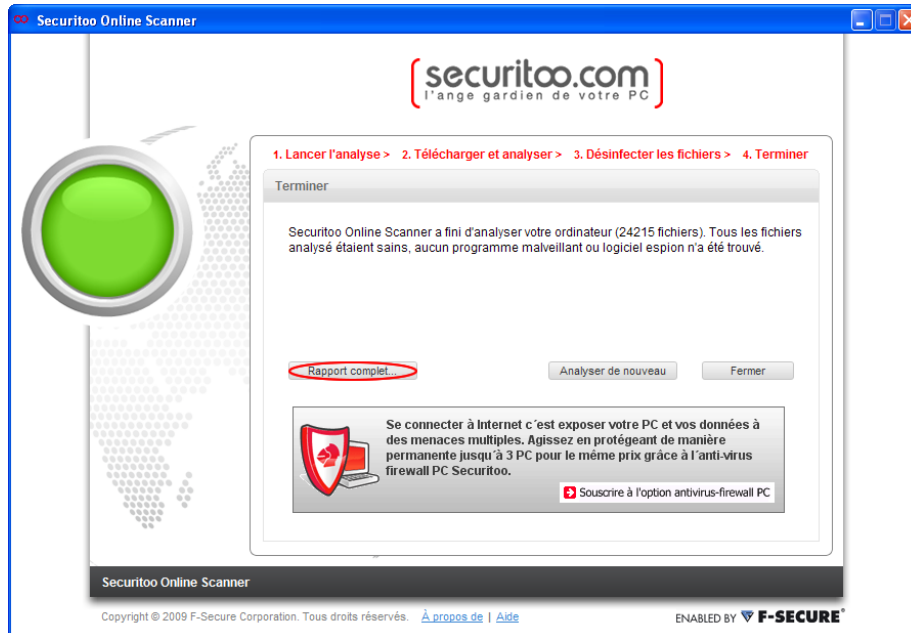 Securitoo Online Scanner
securitoo.com
l'ange gardien de votre PC
1. Lancer l'analyse > 2. Télécharger et analyser > 3. Désinfecter les fichiers > 4. Terminer
Terminer
Securitoo Online Scanner a fini d'analyser votre ordinateur (24215 fichiers). Tous les fichiers
analysé étaient sains, aucun programme malveillant ou logiciel espion n'a été trouvé.
Rapport complet... Analyser de nouveau Fermer
Se connecter à Internet c´est exposer votre PC et vos données à
des menaces multiples. Agissez en protégeant de manière
permanente jusqu´à 3 PC pour le même prix grâce à l´anti-virus
firewall PC Securitoo.
Souscrire à l'option antivirus-firewall PC
Securitoo Online Scanner
Copyright © 2009 F-Secure Corporation. Tous droits réservés. À propos de | Aide
ENABLED BY F-SECURE®